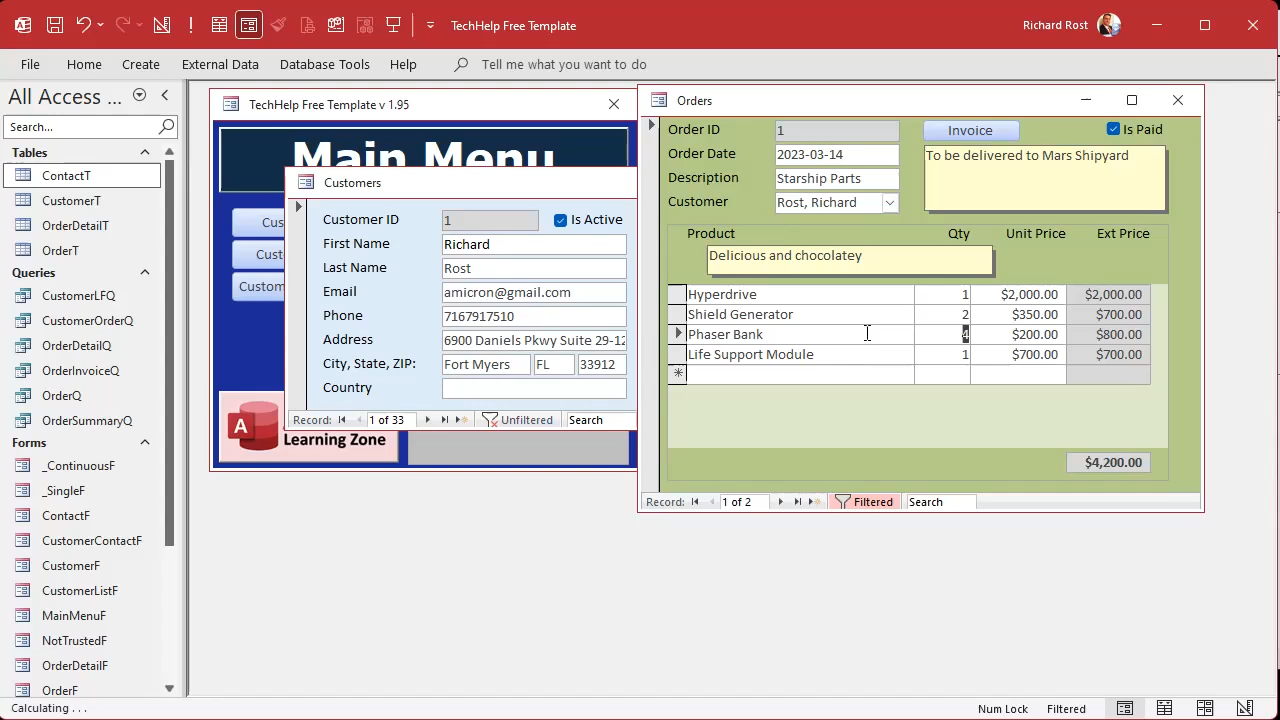 TechHelp Free Template
Richard Rost
File Home Create External Data Database Tools Help Tell me what you want to do
All Access ...
Search...
Tables
ContactT
CustomerT
OrderDetailT
OrderT
Queries
CustomerLFQ
CustomerOrderQ
OrderDetailQ
OrderInvoiceQ
OrderQ
OrderSummaryQ
Forms
_ContinuousF
_SingleF
ContactF
CustomerContactF
CustomerF
CustomerListF
MainMenuF
NotTrustedF
OrderDetailF
OrderF
TechHelp Free Template v 1.95
Main Menu
Cus
Cust
Custom
A
Learning Zone
Customers
Customer ID 1 Is Active
First Name Richard
Last Name Rost
Email amicron@gmail.com
Phone 7167917510
Address 6900 Daniels Pkwy Suite 29-12
City, State, ZIP: Fort Myers FL 33912
Country
Record: 1 of 33 Unfiltered Search
Orders
Order ID 1 Invoice Is Paid
Order Date 2023-03-14 To be delivered to Mars Shipyard
Description Starship Parts
Customer Rost, Richard
Product Qty Unit Price Ext Price
Delicious and chocolatey
Hyperdrive 1 $2,000.00 $2,000.00
Shield Generator 2 $350.00 $700.00
Phaser Bank 4 $200.00 $800.00
Life Support Module 1 $700.00 $700.00
$4,200.00
Record: 1 of 2 Filtered Search
Calculating . . .
Num Lock Filtered